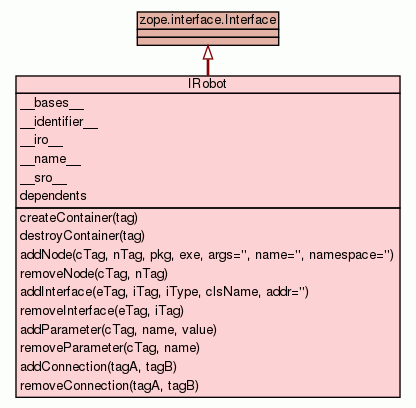 zope.interface.Interface
IRobot
__bases__
__identifier__
__iro__
__name__
__sro__
dependents
createContainer(tag)
destroyContainer(tag)
addNode(cTag, nTag, pkg, exe, args='', name='', namespace='')
removeNode(cTag, nTag)
addInterface(eTag, iTag, iType, clsName, addr='')
removeInterface(eTag, iTag)
addParameter(cTag, name, value)
removeParameter(cTag, name)
addConnection(tagA, tagB)
removeConnection(tagA, tagB)